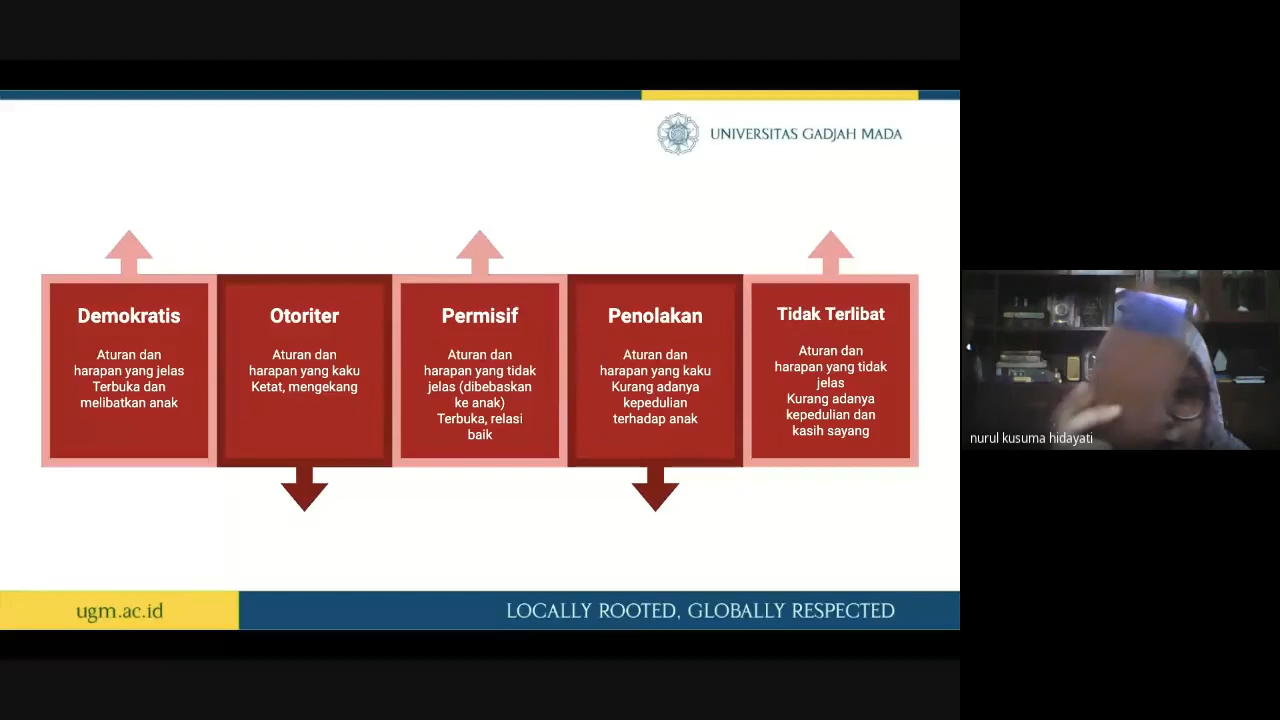 UNIVERSITAS GADJAH MADA
Demokratis
Aturan dan
harapan yang jelas
Terbuka dan
melibatkan anak
Otoriter
Aturan dan
harapan yang kaku
Ketat, mengekang
Permisif
Aturan dan
harapan yang tidak
jelas (dibebaskan
ke anak)
Terbuka, relasi
baik
Penolakan
Aturan dan
harapan yang kaku
Kurang adanya
kepedulian
terhadap anak
Tidak Terlibat
Aturan dan
harapan yang tidak
jelas
Kurang adanya
kepedulian dan
kasih sayang
nurul kusuma hidayati
ugm.ac.id
LOCALLY ROOTED, GLOBALLY RESPECTED